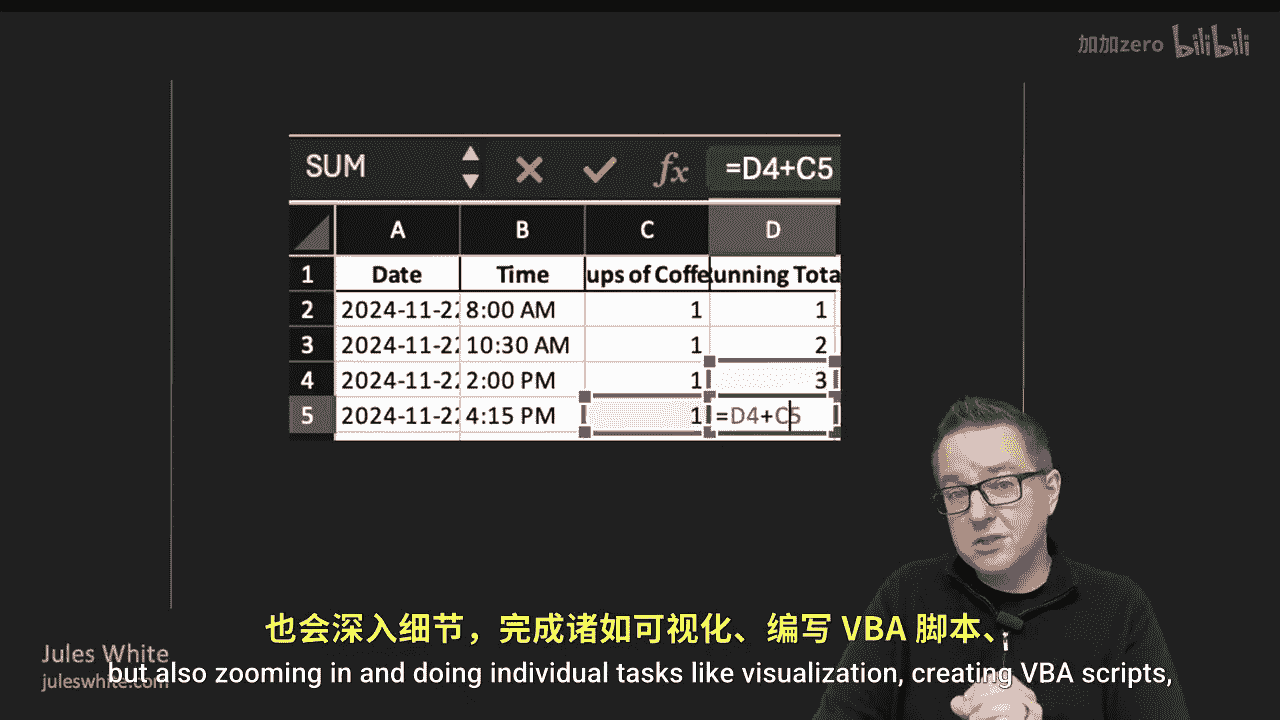 加加zero bilibili
SUM fx =D4+C5
A B C D
1 Date Time ups of Coffe unning Tota
2 2024-11-22 8:00 AM 1 1
3 2024-11-22 10:30 AM 1 2
4 2024-11-22 2:00 PM 1 3
5 2024-11-22 4:15 PM 1 =D4+C5
也会深入细节，完成诸如可视化、编写 VBA 脚本、
Jules White
but also zooming in and doing individual tasks like visualization, creating VBA scripts,
juleswhite.com